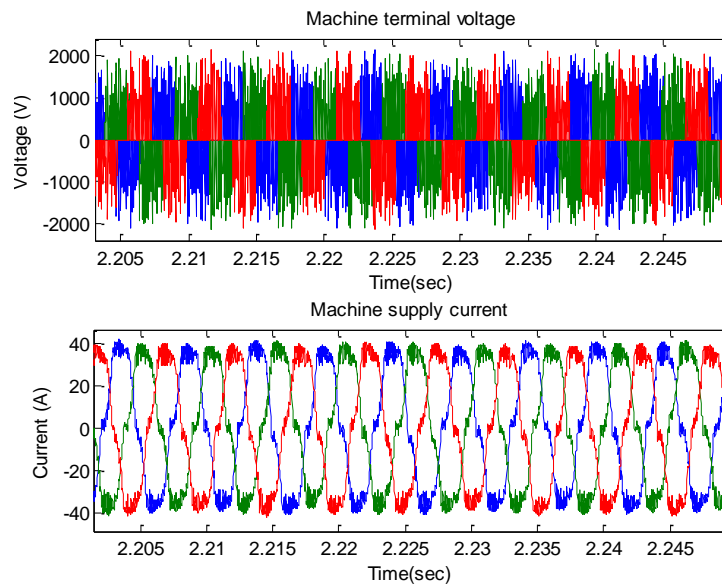 Machine terminal voltage
Voltage (V)
2000
1000
0
-1000
-2000
2.205 2.21 2.215 2.22 2.225 2.23 2.235 2.24 2.245
Time(sec)
Machine supply current
Current (A)
40
20
0
-20
-40
2.205 2.21 2.215 2.22 2.225 2.23 2.235 2.24 2.245
Time(sec)